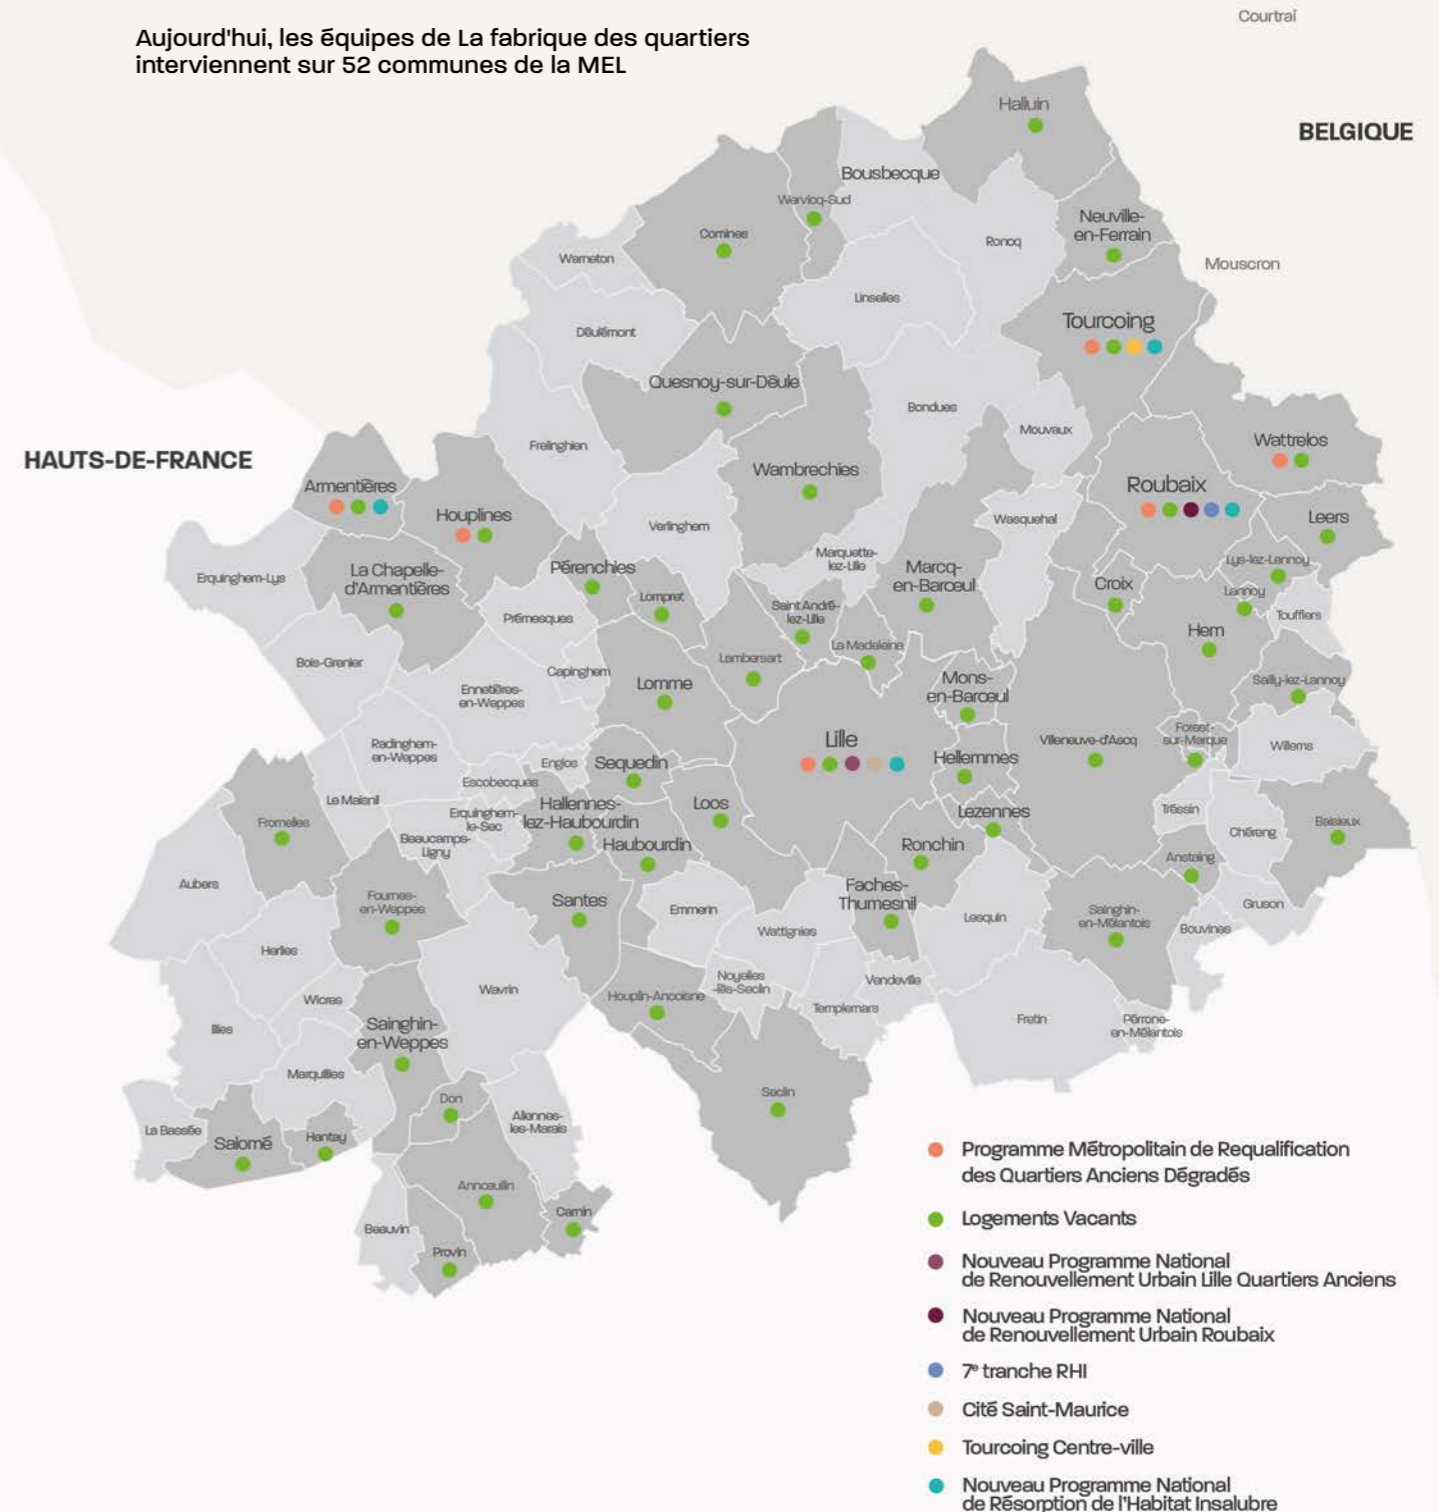 Aujourd'hui, les équipes de La fabrique des quartiers
interviennent sur 52 communes de la MEL
Courtrai
BELGIQUE
Halluin
Bousbecque
Wervicq-Sud
Neuville-
en-Ferrain
Comines
Roncq
Warneton
Mouscron
Linselles
Deûlémont
Tourcoing
Quesnoy-sur-Deûle
Bondues
Mouvaux
Frelinghien
Wattrelos
HAUTS-DE-FRANCE
Wambrechies
Armentières
Roubaix
Houplines
Verlinghem
Wasquehal
Leers
Marquette-
lez-Lille
Lys-lez-Lannoy
Erquinghem-Lys
La Chapelle-
d'Armentières
Pérenchies
Marcq-
en-Barœul
Croix
Lannoy
Lompret
Saint André-
lez-Lille
Toufflers
Prémesques
Hem
La Madeleine
Bois-Grenier
Capinghem
Lambersart
Lomme
Mons-
en-Barœul
Sailly-lez-Lannoy
Ennetières-
en-Weppes
Lille
Villeneuve-d'Ascq
Forest-
sur-Marque
Willems
Radinghem-
en-Weppes
Englos
Sequedin
Hellemmes
Escobecques
Le Maisnil
Hallennes-
lez-Haubourdin
Loos
Lezennes
Tressin
Fromelles
Erquinghem-
le-Sec
Chéreng
Baisieux
Beaucamps-
Ligny
Haubourdin
Ronchin
Anstaing
Aubers
Fournes-
en-Weppes
Santes
Emmerin
Faches-
Thumesnil
Lesquin
Sainghin-
en-Mélantois
Gruson
Wattignies
Bouvines
Herlies
Noyelles
-lès-Seclin
Vendeville
Wavrin
Houplin-Ancoisne
Wicres
Templemars
Fretin
Péronne-
en-Mélantois
Illies
Sainghin-
en-Weppes
Marquillies
Seclin
Don
Allennes-
les-Marais
La Bassée
Salomé
Hantay
Annœullin
Carnin
Beauvin
Provin
Programme Métropolitain de Requalification
des Quartiers Anciens Dégradés
Logements Vacants
Nouveau Programme National
de Renouvellement Urbain Lille Quartiers Anciens
Nouveau Programme National
de Renouvellement Urbain Roubaix
7e tranche RHI
Cité Saint-Maurice
Tourcoing Centre-ville
Nouveau Programme National
de Résorption de l'Habitat Insalubre